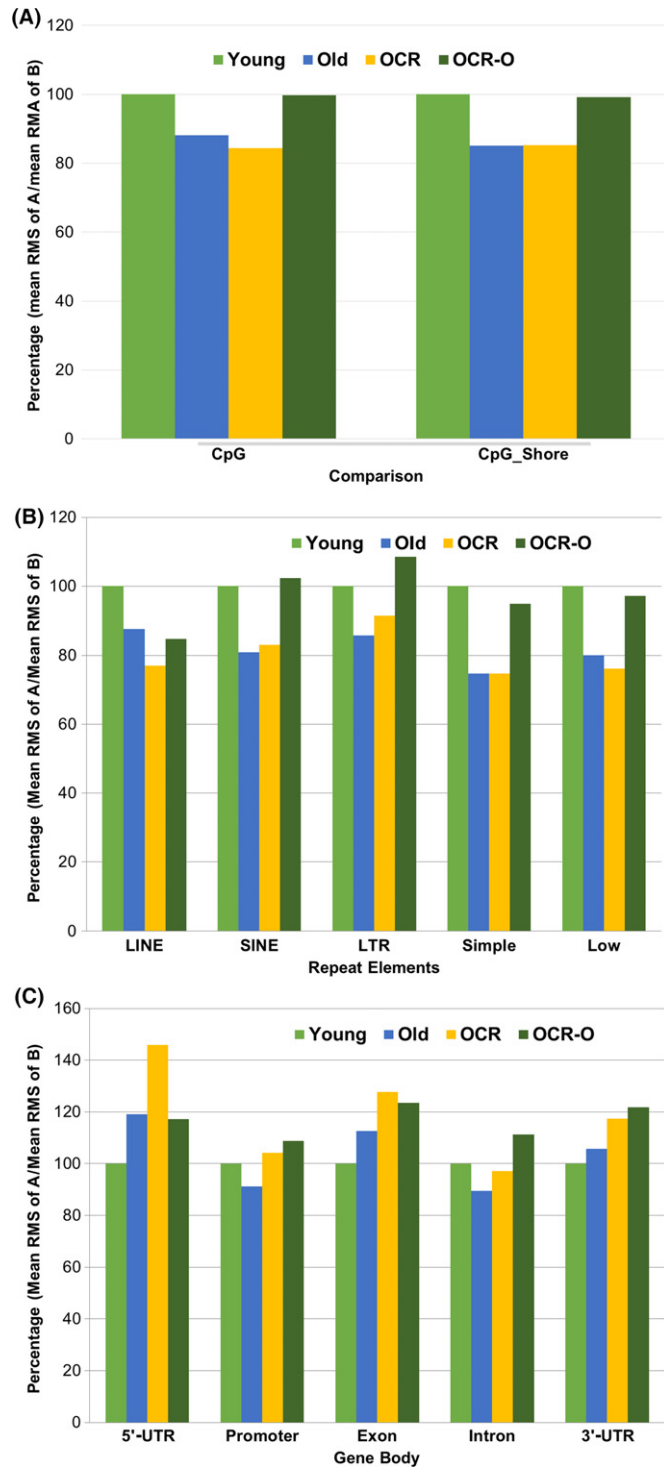 (A)
120
100
80
60
40
20
0
Percentage (mean RMS of A/mean RMA of B)
Young Old OCR OCR-O
CpG CpG_Shore
Comparison
(B)
120
100
80
60
40
20
0
Percentage (Mean RMS of A/Mean RMS of B)
Young Old OCR OCR-O
LINE SINE LTR Simple Low
Repeat Elements
(C)
160
140
120
100
80
60
40
20
0
Percentage (Mean RMS of A/Mean RMS of B)
Young Old OCR OCR-O
5'-UTR Promoter Exon Intron 3'-UTR
Gene Body